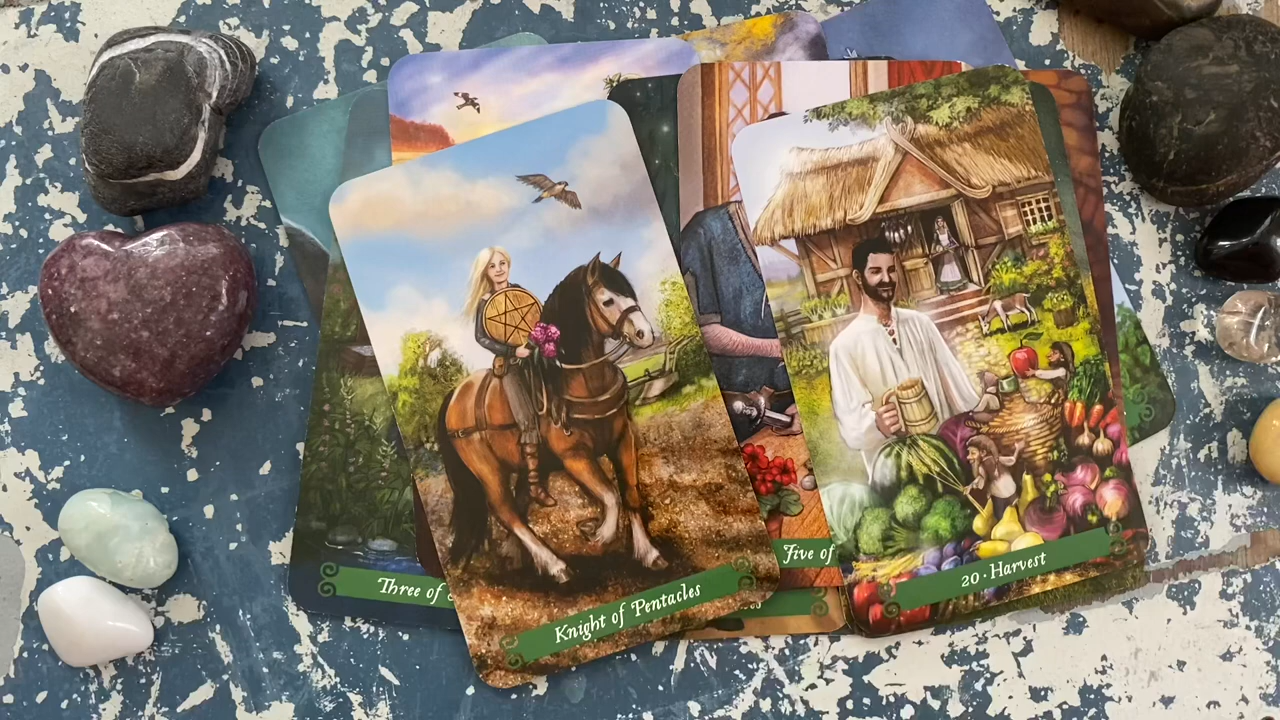 Three of
Knight of Pentacles
Five of
20 · Harvest